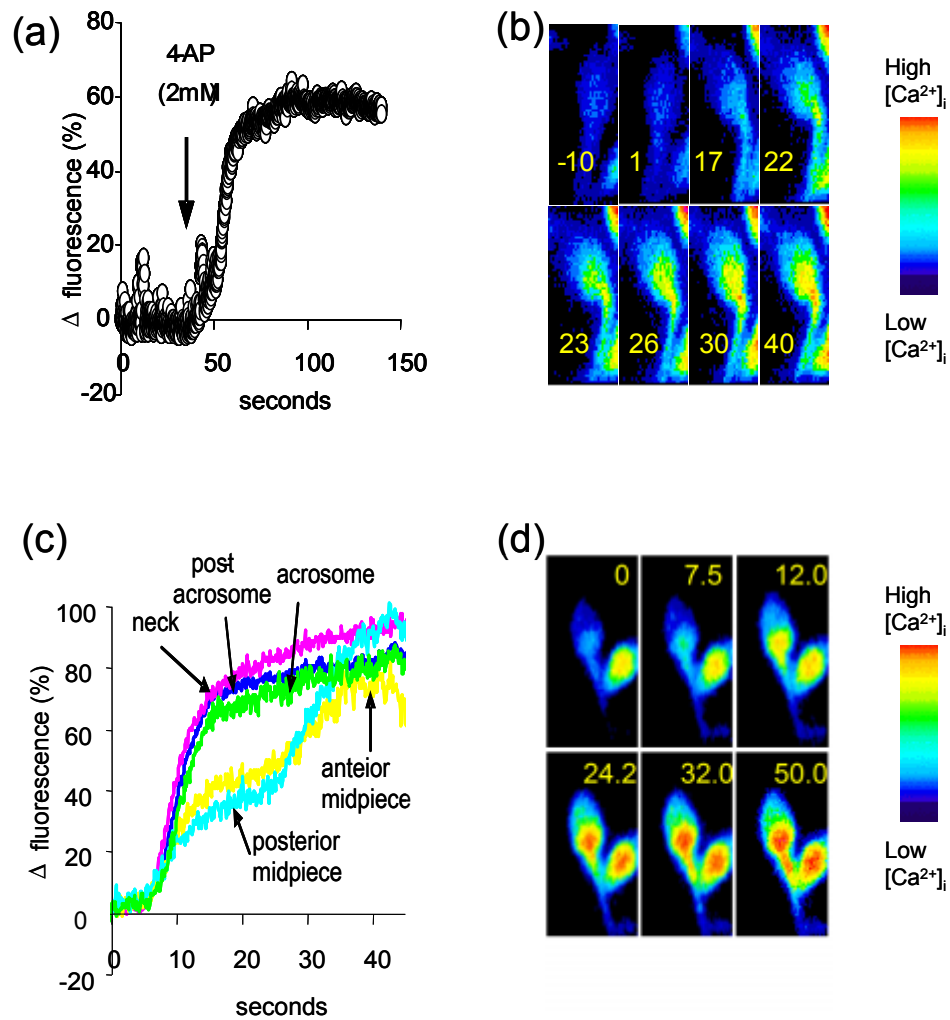 (a)
4AP
(2mM)
Δ fluorescence (%)
80
60
40
20
0
-20
0
50
100
150
seconds
(b)
-10
1
17
22
23
26
30
40
High
[Ca²⁺]i
Low
[Ca²⁺]i
(c)
Δ fluorescence (%)
100
80
60
40
20
0
-20
neck
post
acrosome
acrosome
anteior
midpiece
posterior
midpiece
0
10
20
30
40
seconds
(d)
0
7.5
12.0
24.2
32.0
50.0
High
[Ca²⁺]i
Low
[Ca²⁺]i